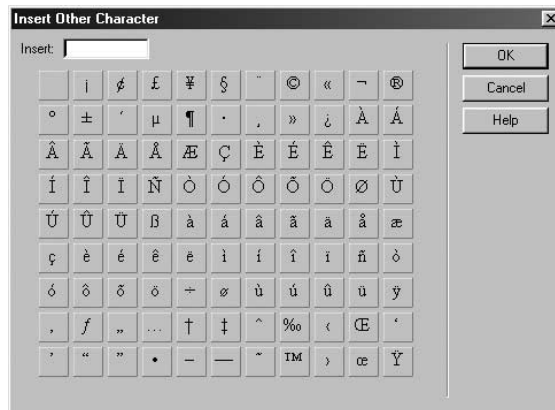 Insert Other Character
Insert:
OK
Cancel
Help
¡ ¢ £ ¥ § ¨ © « ¬ ®
° ± ´ µ ¶ · ¸ » ¿ À Á
 à Ä Å Æ Ç È É Ê Ë Ì
Í Î Ï Ñ Ò Ó Ô Õ Ö Ø Ù
Ú Û Ü ß à á â ã ä å æ
ç è é ê ë ì í î ï ñ ò
ó ô õ ö ÷ ø ù ú û ü ÿ
‚ ƒ „ … † ‡ ˆ ‰ ‹ Œ ‘
’ “ ” • – — ˜ ™ › œ Ÿ